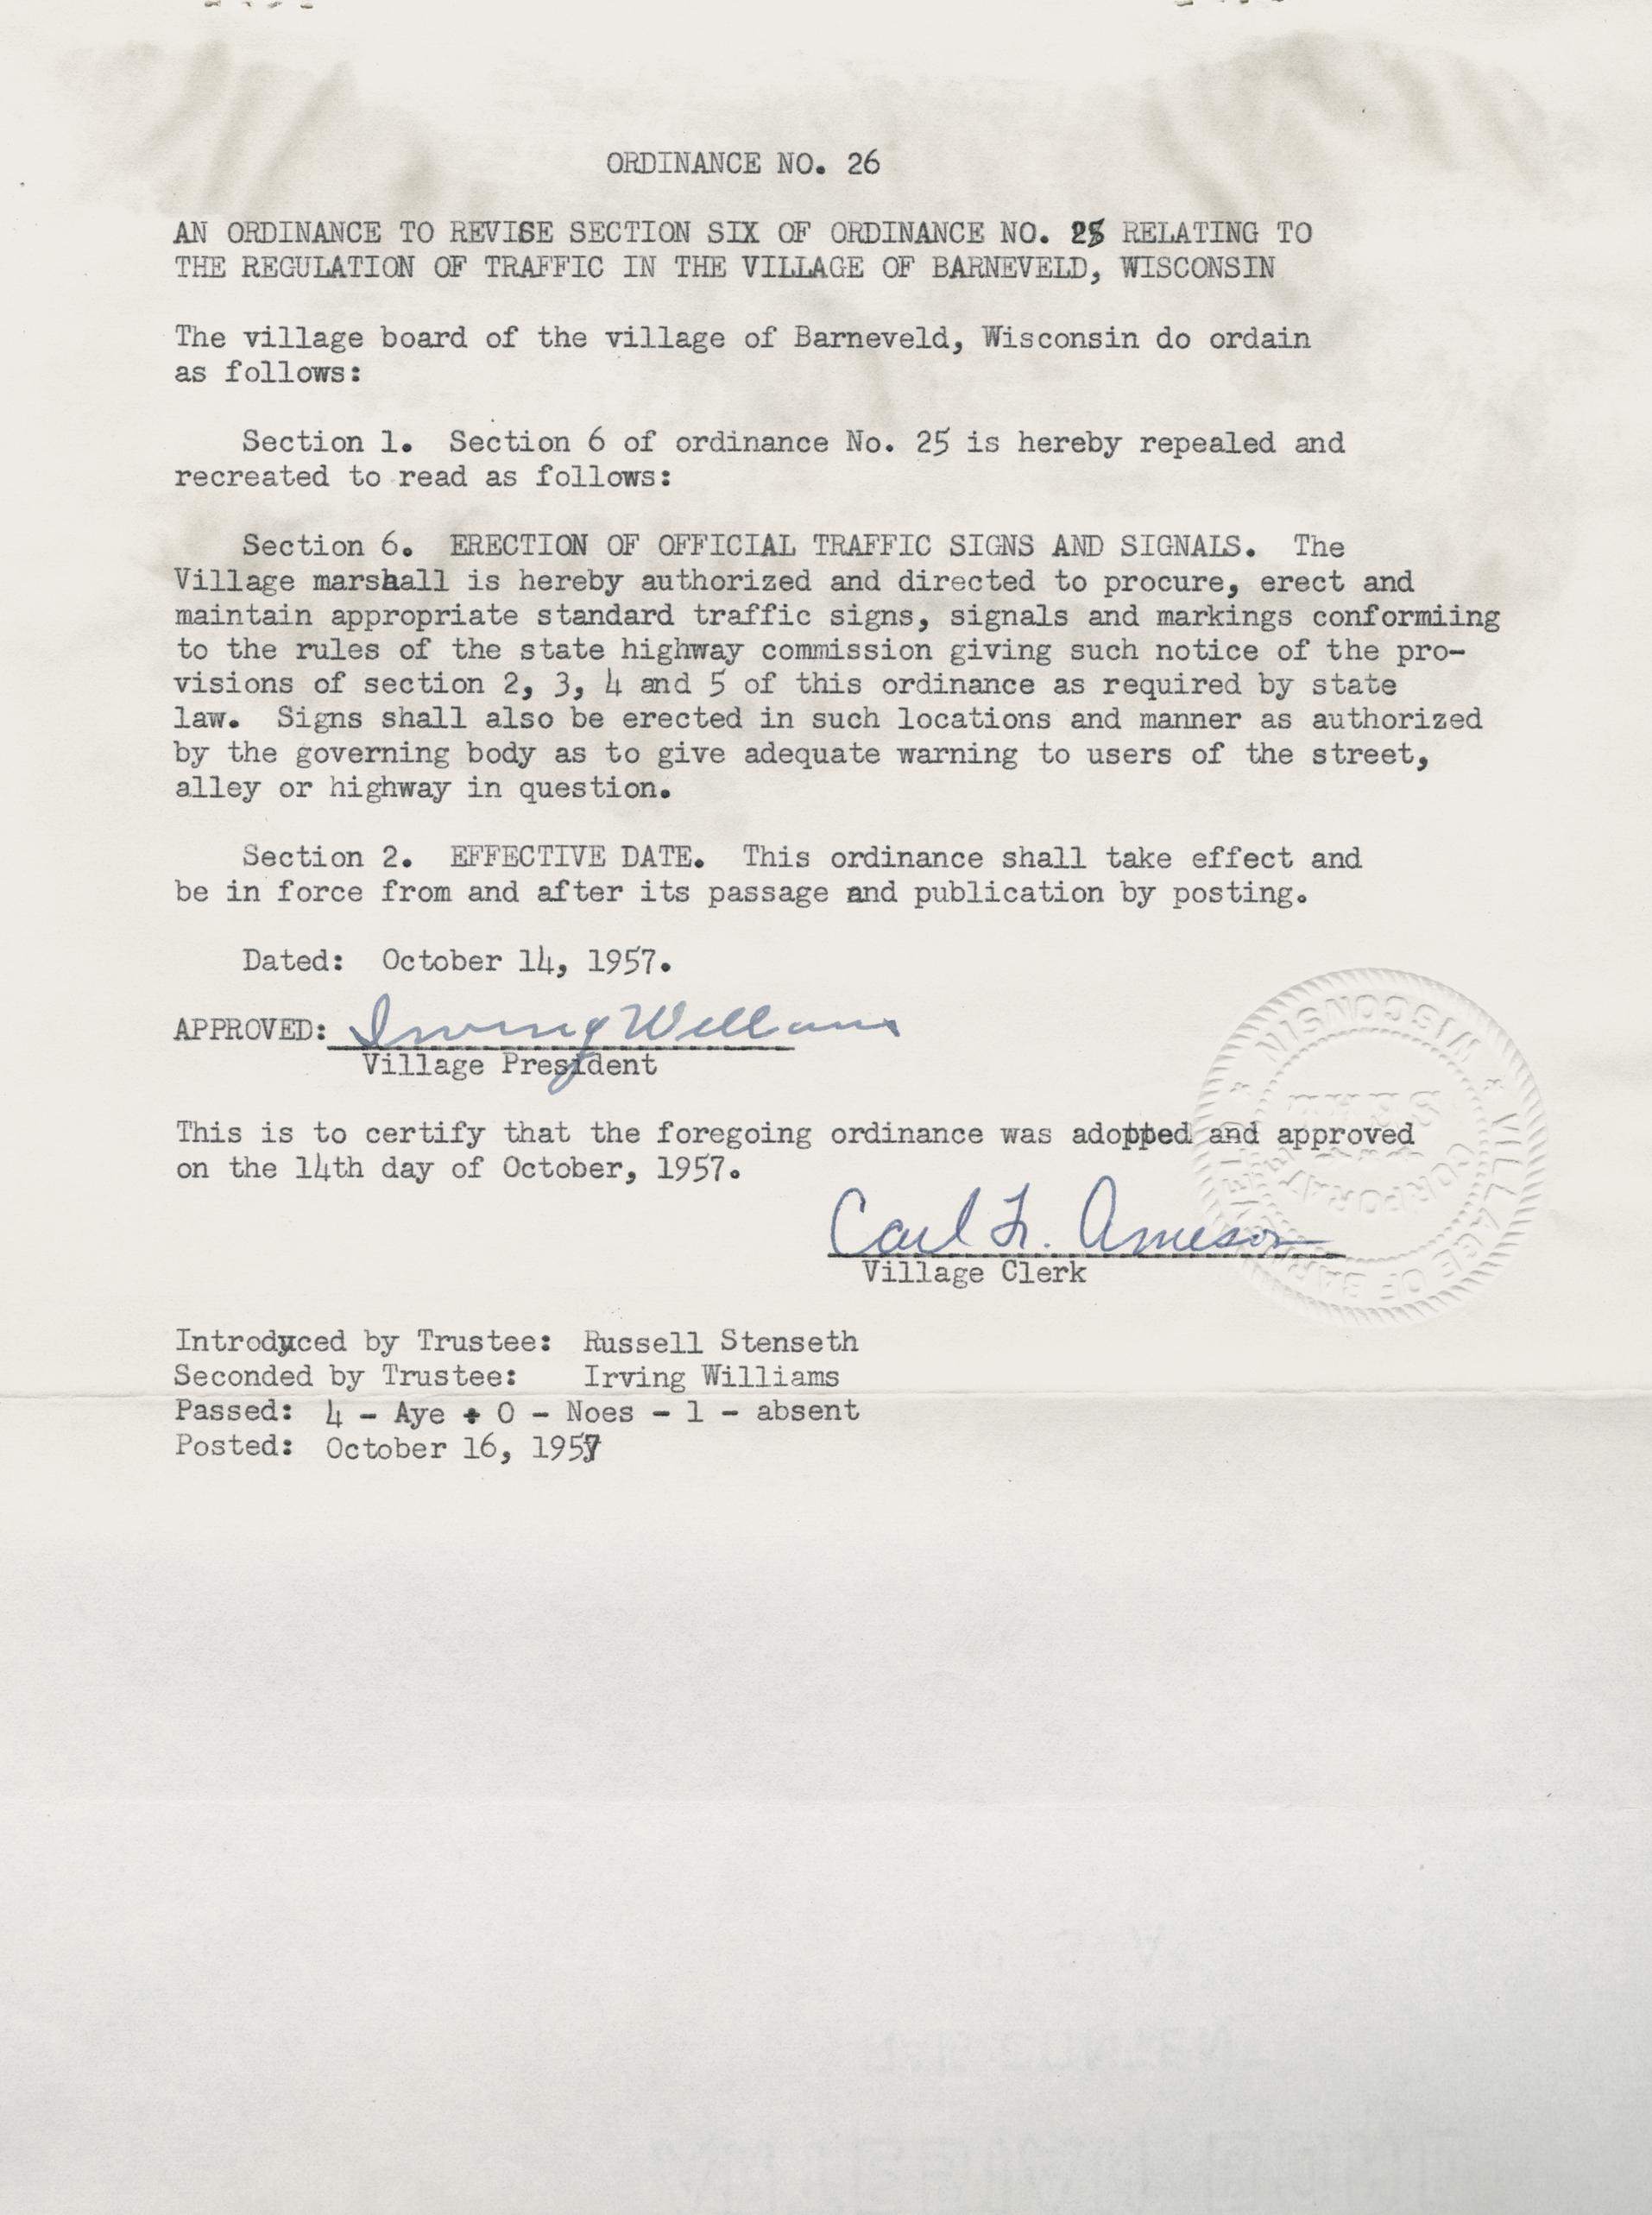 ORDINANCE NO. 26
AN ORDINANCE TO REVISE SECTION SIX OF ORDINANCE NO. 25 RELATING TO
THE REGULATION OF TRAFFIC IN THE VILLAGE OF BARNEVELD, WISCONSIN
The village board of the village of Barneveld, Wisconsin do ordain
as follows:
Section 1. Section 6 of ordinance No. 25 is hereby repealed and
recreated to read as follows:
Section 6. ERECTION OF OFFICIAL TRAFFIC SIGNS AND SIGNALS. The
Village marshall is hereby authorized and directed to procure, erect and
maintain appropriate standard traffic signs, signals and markings conformiing
to the rules of the state highway commission giving such notice of the pro-
visions of section 2, 3, 4 and 5 of this ordinance as required by state
law. Signs shall also be erected in such locations and manner as authorized
by the governing body as to give adequate warning to users of the street,
alley or highway in question.
Section 2. EFFECTIVE DATE. This ordinance shall take effect and
be in force from and after its passage and publication by posting.
Dated: October 14, 1957.
APPROVED: Irving Williams
Village President
This is to certify that the foregoing ordinance was adopted and approved
on the 14th day of October, 1957.
Carl Fr. Arneson
Village Clerk
VILLAGE OF BARNEVELD WISCONSIN
Introduced by Trustee: Russell Stenseth
Seconded by Trustee: Irving Williams
Passed: 4 - Aye + 0 - Noes - 1 - absent
Posted: October 16, 1957